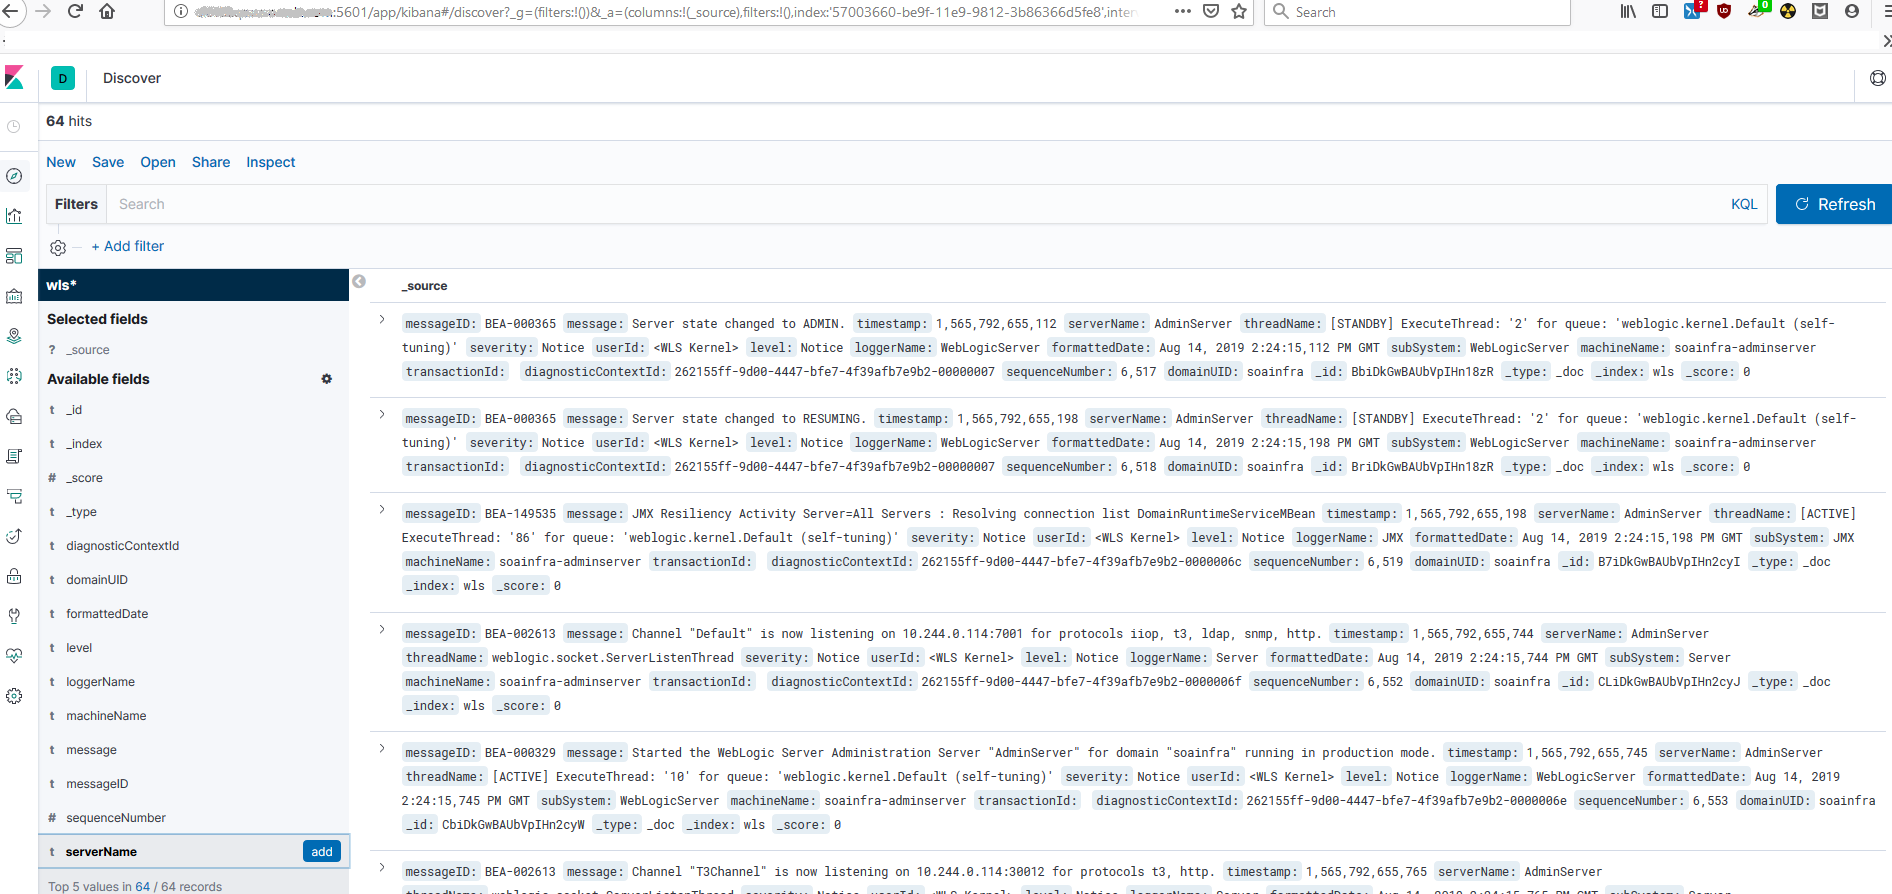 :5601/app/kibana#/discover?_g=(filters:!())&_a=(columns:!(_source),filters:!(),index:'57003660-be9f-11e9-9812-3b86366d5fe8',inter
Search
D Discover
64 hits
New Save Open Share Inspect
Filters Search KQL Refresh
+ Add filter
wls*
Selected fields
? _source
Available fields
t _id
t _index
# _score
t _type
t diagnosticContextId
t domainUID
t formattedDate
t level
t loggerName
t machineName
t message
t messageID
# sequenceNumber
t serverName add
Top 5 values in 64 / 64 records
_source
messageID: BEA-000365 message: Server state changed to ADMIN. timestamp: 1,565,792,655,112 serverName: AdminServer threadName: [STANDBY] ExecuteThread: '2' for queue: 'weblogic.kernel.Default (self-
tuning)' severity: Notice userId: <WLS Kernel> level: Notice loggerName: WebLogicServer formattedDate: Aug 14, 2019 2:24:15,112 PM GMT subSystem: WebLogicServer machineName: soainfra-adminserver
transactionId: diagnosticContextId: 262155ff-9d00-4447-bfe7-4f39afb7e9b2-00000007 sequenceNumber: 6,517 domainUID: soainfra _id: BbiDkGwBAUbVpIHn18zR _type: _doc _index: wls _score: 0
messageID: BEA-000365 message: Server state changed to RESUMING. timestamp: 1,565,792,655,198 serverName: AdminServer threadName: [STANDBY] ExecuteThread: '2' for queue: 'weblogic.kernel.Default (self-
tuning)' severity: Notice userId: <WLS Kernel> level: Notice loggerName: WebLogicServer formattedDate: Aug 14, 2019 2:24:15,198 PM GMT subSystem: WebLogicServer machineName: soainfra-adminserver
transactionId: diagnosticContextId: 262155ff-9d00-4447-bfe7-4f39afb7e9b2-00000007 sequenceNumber: 6,518 domainUID: soainfra _id: BriDkGwBAUbVpIHn18zR _type: _doc _index: wls _score: 0
messageID: BEA-149535 message: JMX Resiliency Activity Server=All Servers : Resolving connection list DomainRuntimeServiceMBean timestamp: 1,565,792,655,198 serverName: AdminServer threadName: [ACTIVE]
ExecuteThread: '86' for queue: 'weblogic.kernel.Default (self-tuning)' severity: Notice userId: <WLS Kernel> level: Notice loggerName: JMX formattedDate: Aug 14, 2019 2:24:15,198 PM GMT subSystem: JMX
machineName: soainfra-adminserver transactionId: diagnosticContextId: 262155ff-9d00-4447-bfe7-4f39afb7e9b2-0000006c sequenceNumber: 6,519 domainUID: soainfra _id: B7iDkGwBAUbVpIHn2cyI _type: _doc
_index: wls _score: 0
messageID: BEA-002613 message: Channel "Default" is now listening on 10.244.0.114:7001 for protocols iiop, t3, ldap, snmp, http. timestamp: 1,565,792,655,744 serverName: AdminServer
threadName: weblogic.socket.ServerListenThread severity: Notice userId: <WLS Kernel> level: Notice loggerName: Server formattedDate: Aug 14, 2019 2:24:15,744 PM GMT subSystem: Server
machineName: soainfra-adminserver transactionId: diagnosticContextId: 262155ff-9d00-4447-bfe7-4f39afb7e9b2-0000006f sequenceNumber: 6,552 domainUID: soainfra _id: CLiDkGwBAUbVpIHn2cyJ _type: _doc
_index: wls _score: 0
messageID: BEA-000329 message: Started the WebLogic Server Administration Server "AdminServer" for domain "soainfra" running in production mode. timestamp: 1,565,792,655,745 serverName: AdminServer
threadName: [ACTIVE] ExecuteThread: '10' for queue: 'weblogic.kernel.Default (self-tuning)' severity: Notice userId: <WLS Kernel> level: Notice loggerName: WebLogicServer formattedDate: Aug 14, 2019
2:24:15,745 PM GMT subSystem: WebLogicServer machineName: soainfra-adminserver transactionId: diagnosticContextId: 262155ff-9d00-4447-bfe7-4f39afb7e9b2-0000006e sequenceNumber: 6,553 domainUID: soainfra
_id: CbiDkGwBAUbVpIHn2cyW _type: _doc _index: wls _score: 0
messageID: BEA-002613 message: Channel "T3Channel" is now listening on 10.244.0.114:30012 for protocols t3, http. timestamp: 1,565,792,655,765 serverName: AdminServer